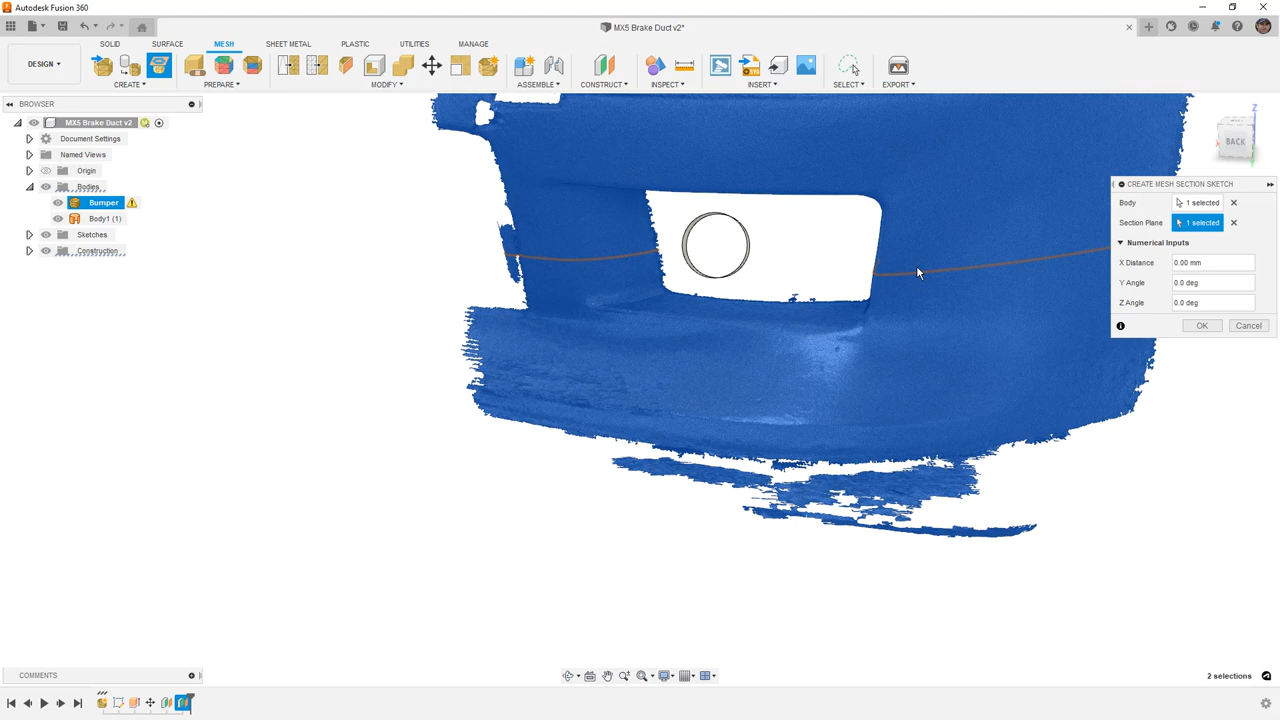 Autodesk Fusion 360
MX5 Brake Duct v2*
SOLID SURFACE MESH SHEET METAL PLASTIC UTILITIES MANAGE
DESIGN
CREATE PREPARE MODIFY ASSEMBLE CONSTRUCT INSPECT INSERT SELECT EXPORT
BROWSER
MX5 Brake Duct v2
Document Settings
Named Views
Origin
Bodies
Bumper
Body1 (1)
Sketches
Construction
Z
X
BACK
CREATE MESH SECTION SKETCH
Body 1 selected
Section Plane 1 selected
Numerical Inputs
X Distance 0.00 mm
Y Angle 0.0 deg
Z Angle 0.0 deg
OK Cancel
COMMENTS
2 selections